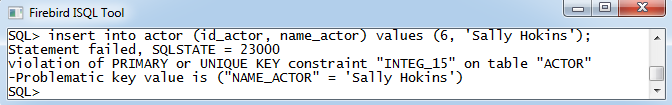 Firebird ISQL Tool
SQL> insert into actor (id_actor, name_actor) values (6, 'Sally Hokins');
Statement failed, SQLSTATE = 23000
violation of PRIMARY or UNIQUE KEY constraint "INTEG_15" on table "ACTOR"
-Problematic key value is ("NAME_ACTOR" = 'Sally Hokins')
SQL>